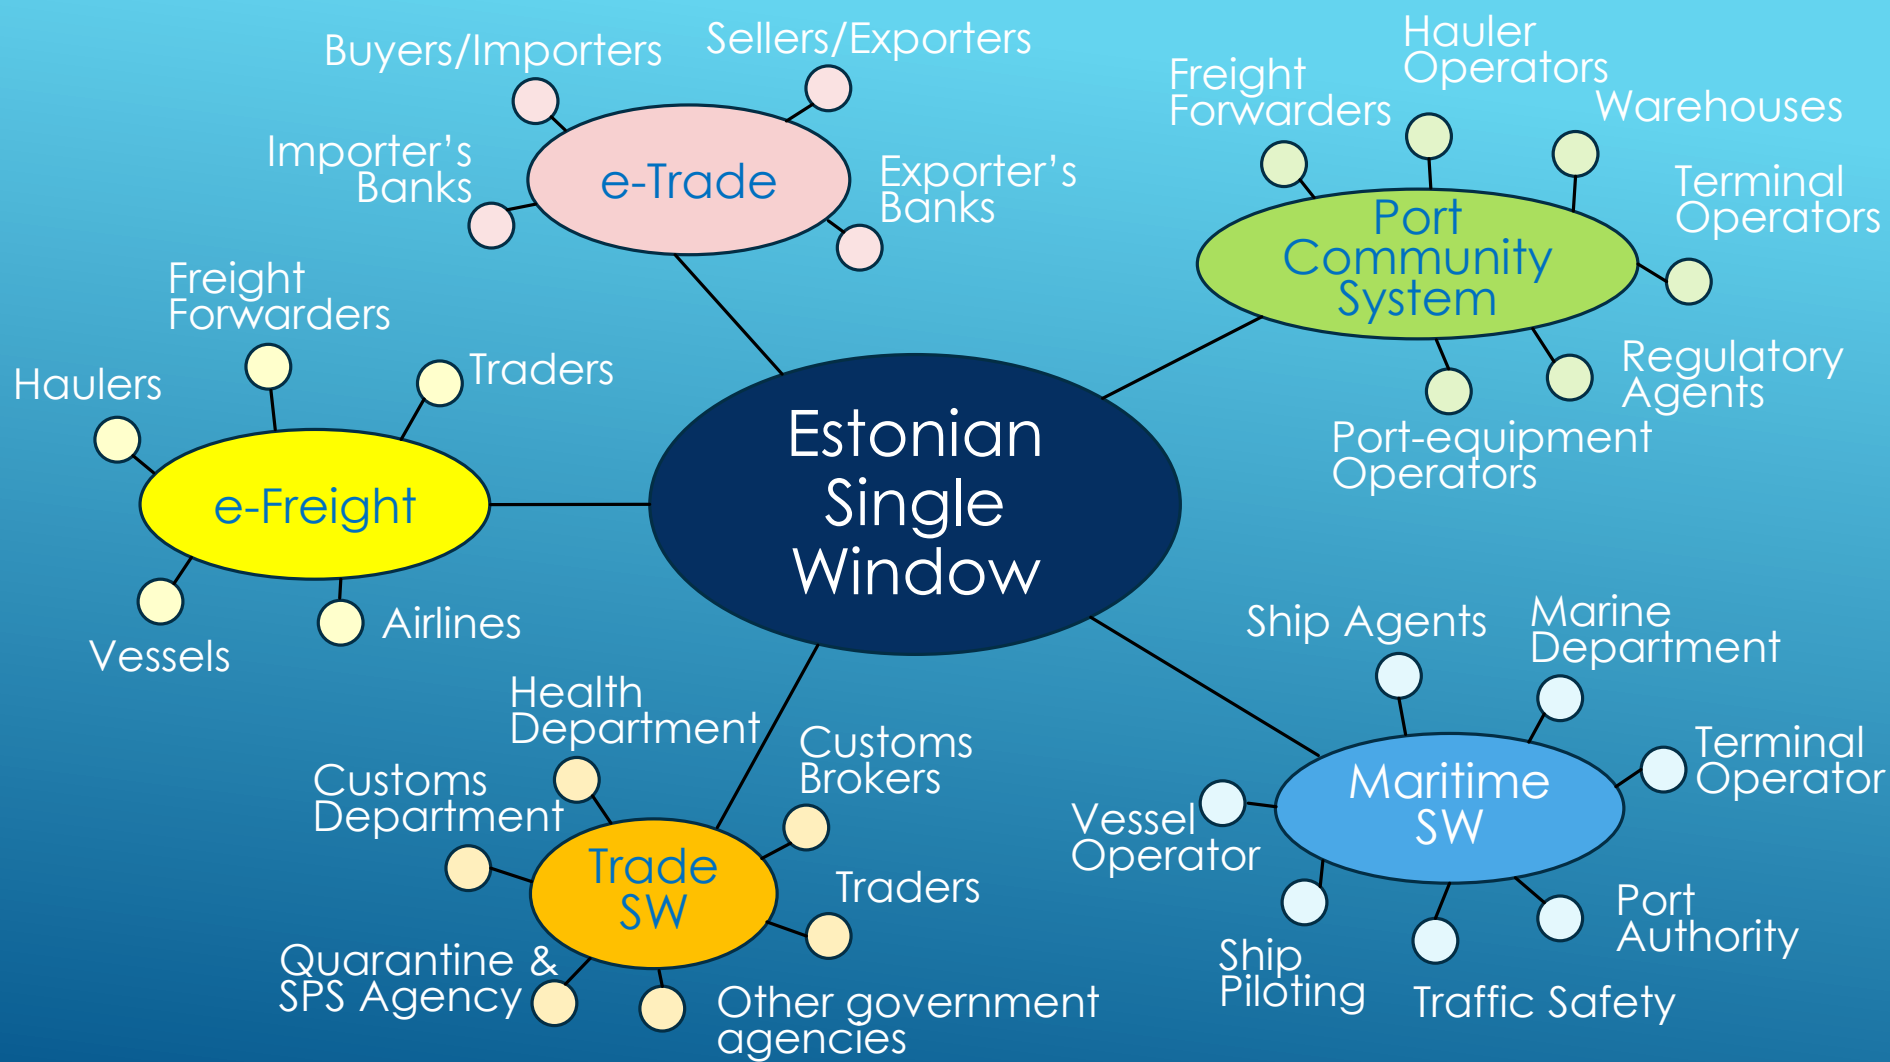 Buyers/Importers
Sellers/Exporters
Importer's
Banks
e-Trade
Exporter's
Banks
Freight
Forwarders
Hauler
Operators
Warehouses
Terminal
Operators
Port
Community
System
Regulatory
Agents
Port-equipment
Operators
Freight
Forwarders
Haulers
Traders
e-Freight
Vessels
Airlines
Estonian
Single
Window
Health
Department
Customs
Brokers
Customs
Department
Trade
SW
Traders
Quarantine &
SPS Agency
Other government
agencies
Ship Agents
Marine
Department
Terminal
Operator
Maritime
SW
Vessel
Operator
Port
Authority
Ship
Piloting
Traffic Safety